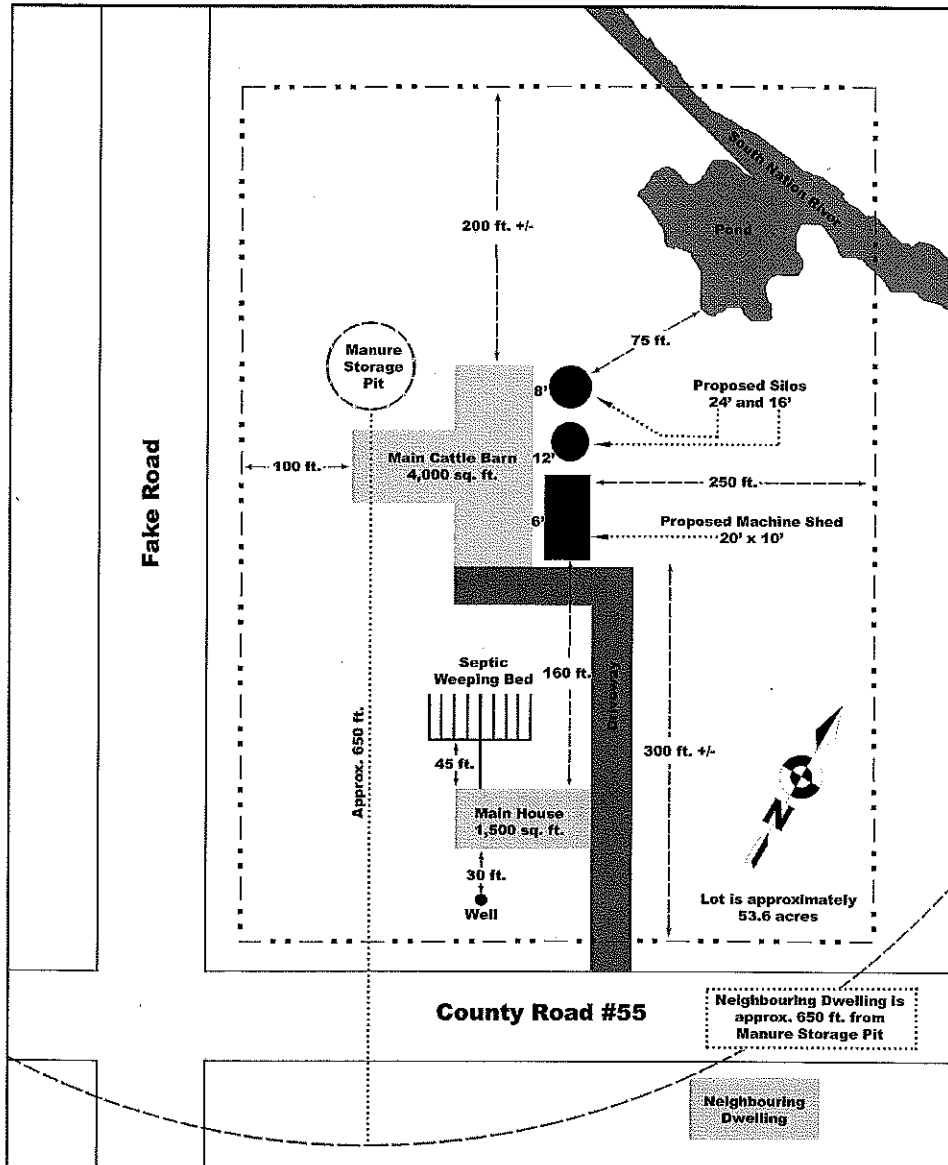 South Nation River
Pond
200 ft. +/-
75 ft.
Manure
Storage
Pit
8'
Proposed Silos
24' and 16'
12'
Main Cattle Barn
4,000 sq. ft.
100 ft.
250 ft.
6'
Proposed Machine Shed
20' x 10'
Fake Road
Septic
Weeping Bed
160 ft.
Driveway
45 ft.
300 ft. +/-
Approx. 650 ft.
Main House
1,500 sq. ft.
N
30 ft.
Well
Lot is approximately
53.6 acres
County Road #55
Neighbouring Dwelling is
approx. 650 ft. from
Manure Storage Pit
Neighbouring
Dwelling